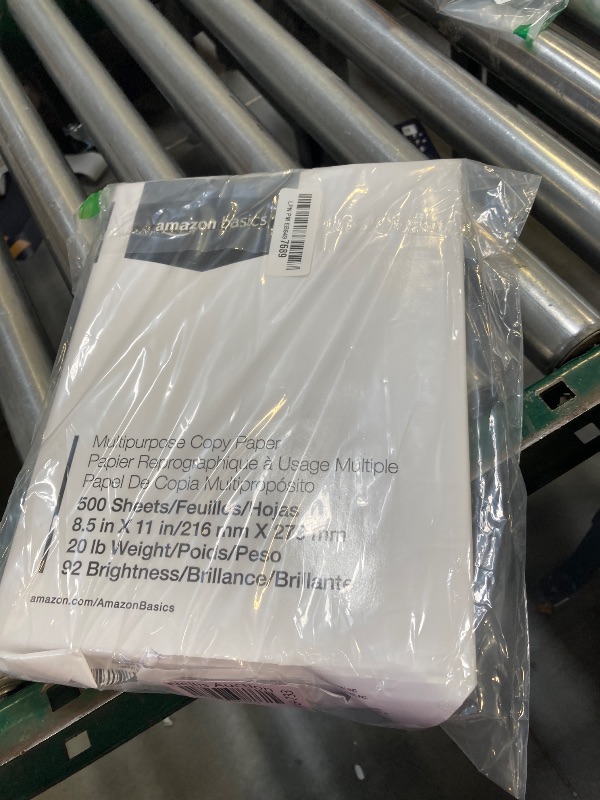 amazon basics
Multipurpose Copy Paper
Papier Reprographique à Usage Multiple
Papel De Copia Multipropósito
500 Sheets/Feuilles/Hojas
8.5 in X 11 in/216 mm X 279 mm
20 lb Weight/Poids/Peso
92 Brightness/Brillance/Brillante
amazon.com/AmazonBasics